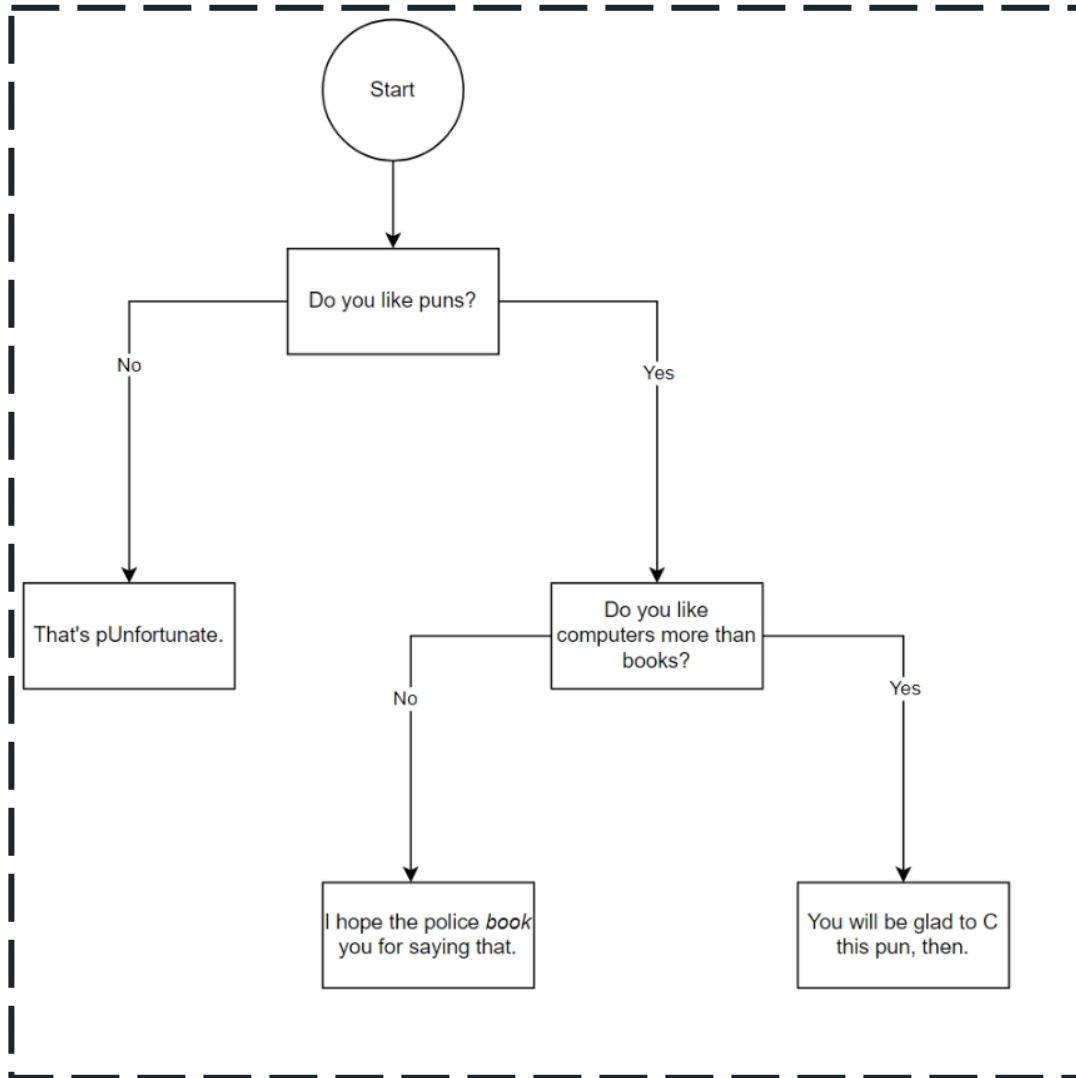 Start
Do you like puns?
No
Yes
That's pUnfortunate.
Do you like
computers more than
books?
No
Yes
I hope the police book
you for saying that.
You will be glad to C
this pun, then.